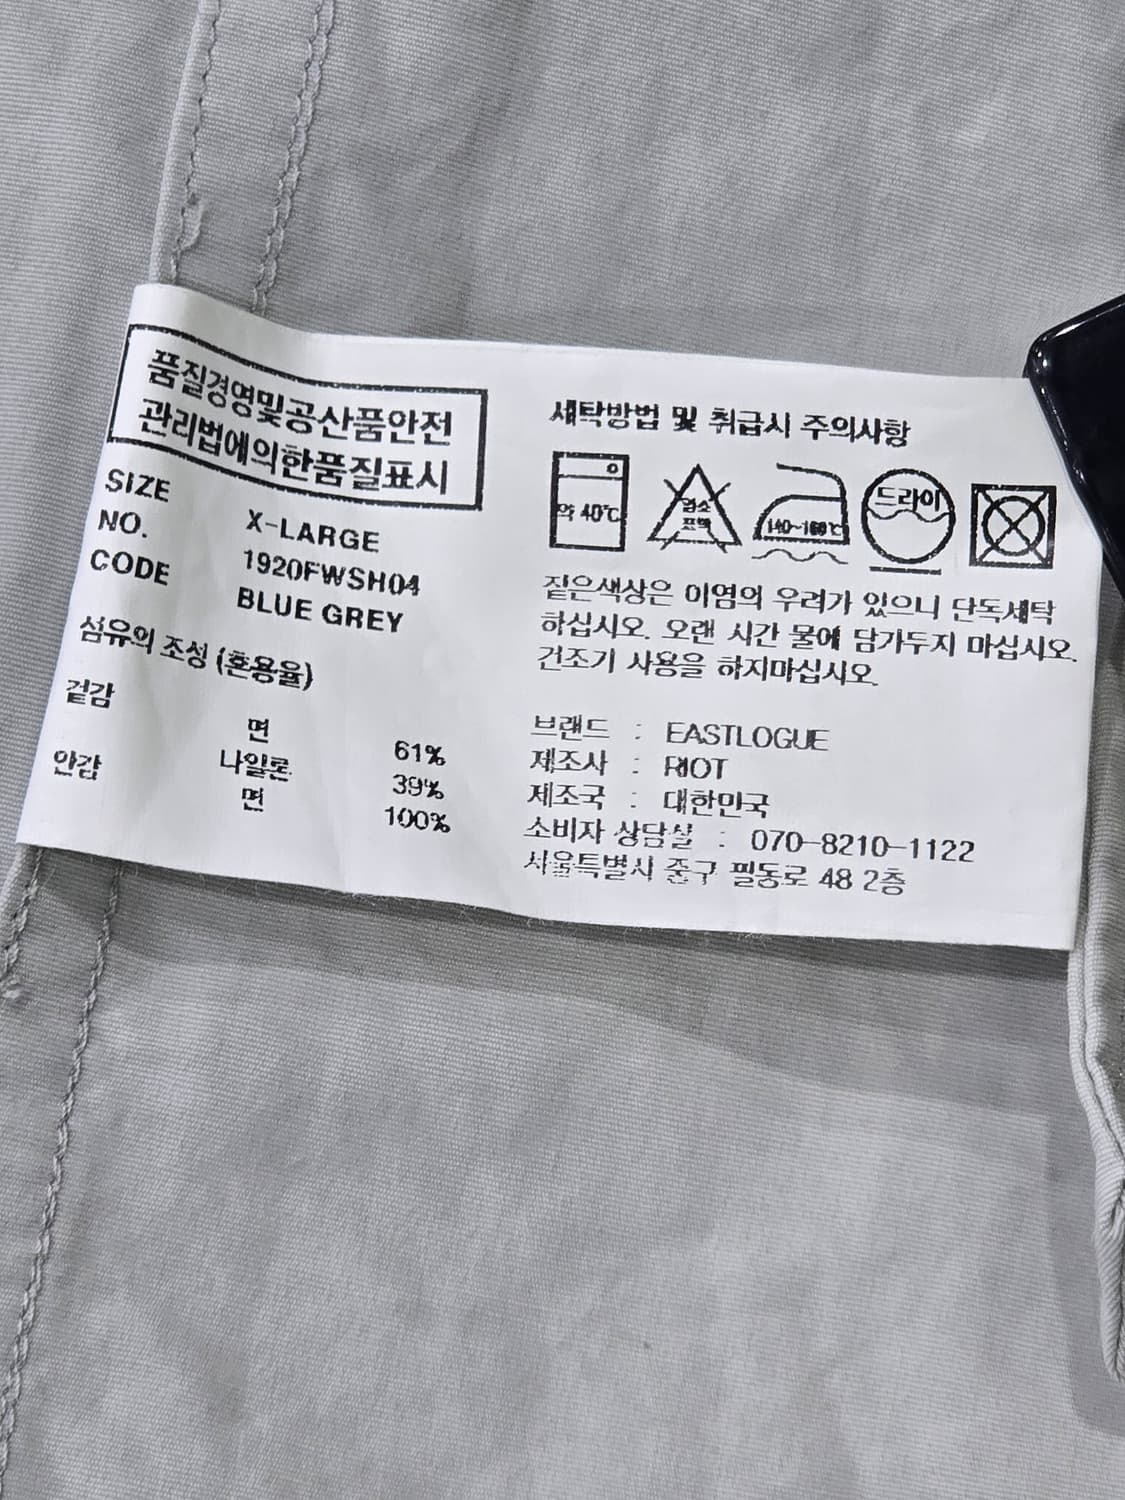 품질경영및공산품안전
관리법에의한품질표시
SIZE X-LARGE
NO. 1920FWSH04
CODE BLUE GREY
섬유의 조성 (혼용율)
겉감 면 61%
나일론 39%
안감 면 100%
세탁방법 및 취급시 주의사항
약 40℃
염소
표백
140~160℃
드라이
짙은색상은 이염의 우려가 있으니 단독세탁
하십시오. 오랜 시간 물에 담가두지 마십시오.
건조기 사용을 하지마십시오.
브랜드 : EASTLOGUE
제조사 : RIOT
제조국 : 대한민국
소비자 상담실 : 070-8210-1122
서울특별시 중구 필동로 48 2층